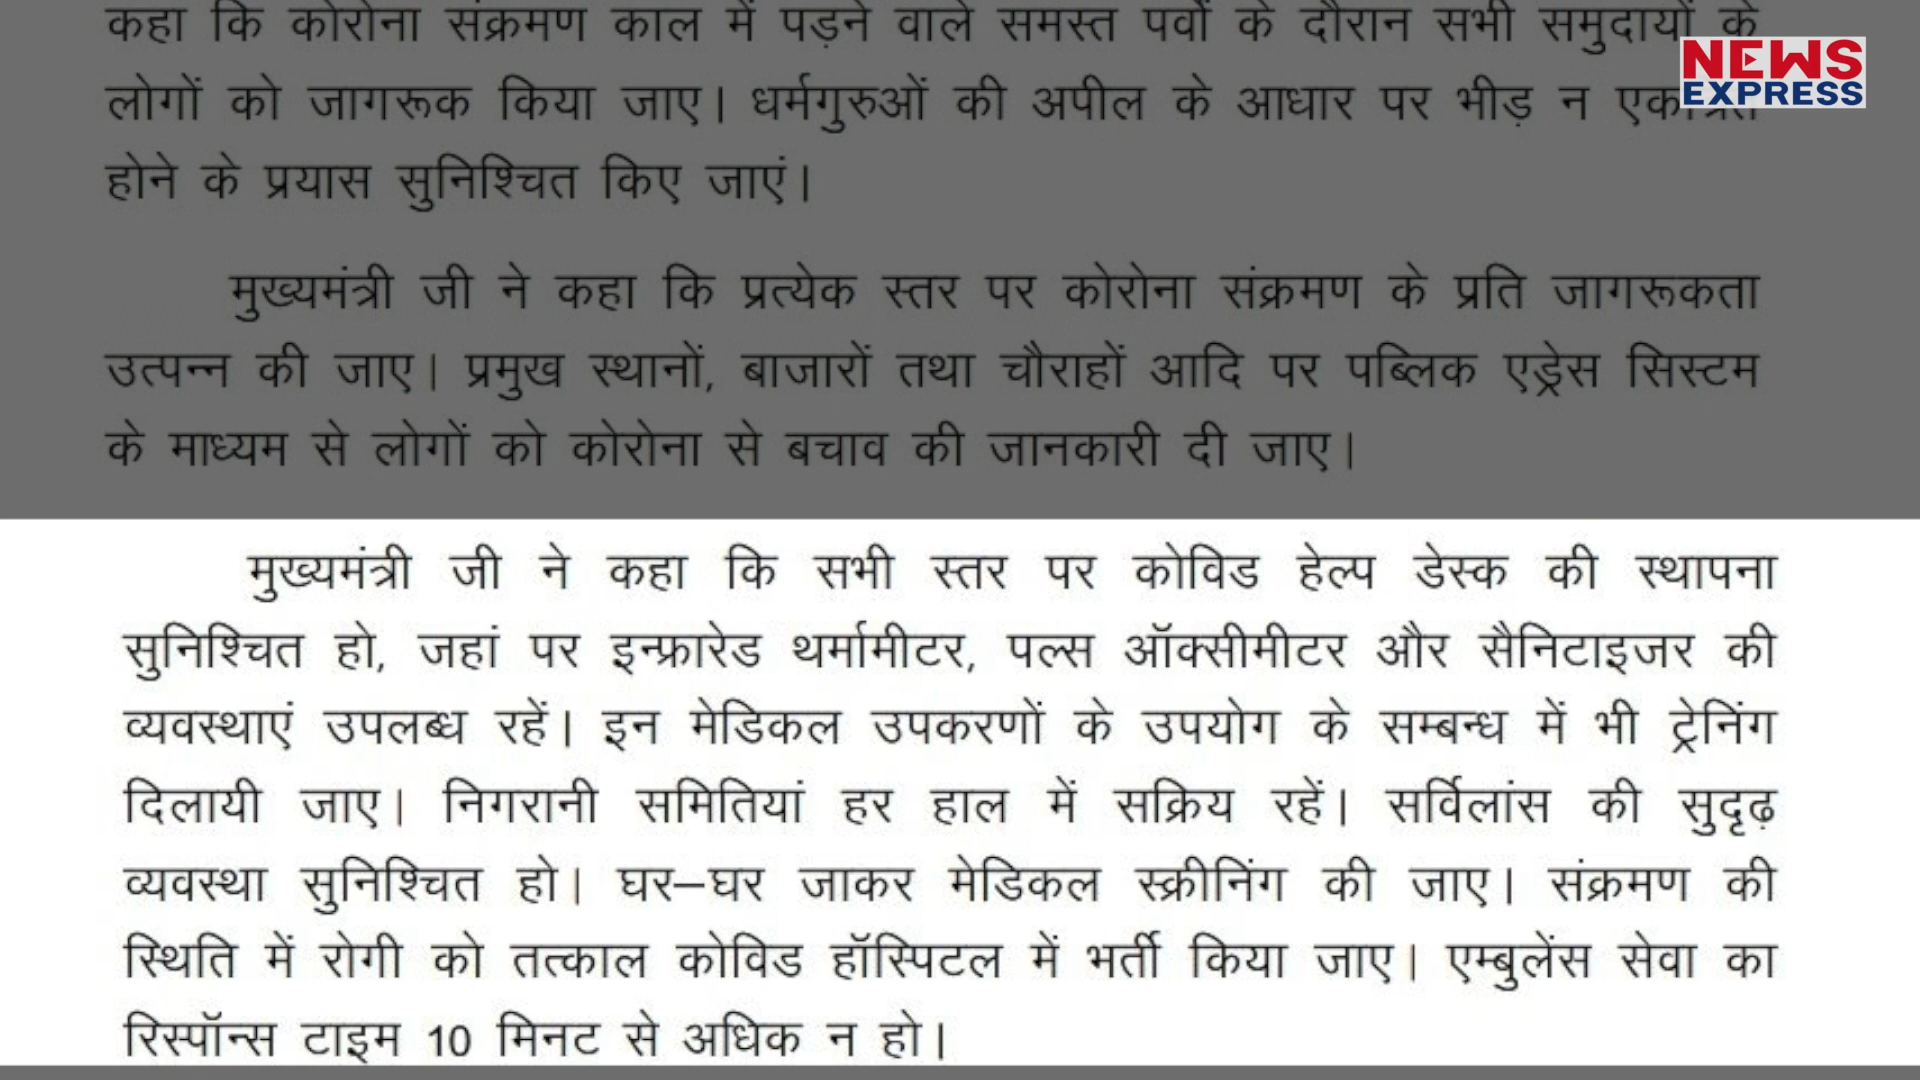 कहा कि कोरोना संक्रमण काल में पड़ने वाले समस्त पर्वों के दौरान सभी समुदायों के
लोगों को जागरूक किया जाए। धर्मगुरुओं की अपील के आधार पर भीड़ न एकत्रित
होने के प्रयास सुनिश्चित किए जाएं।
NEWS
EXPRESS
मुख्यमंत्री जी ने कहा कि प्रत्येक स्तर पर कोरोना संक्रमण के प्रति जागरूकता
उत्पन्न की जाए। प्रमुख स्थानों, बाजारों तथा चौराहों आदि पर पब्लिक एड्रेस सिस्टम
के माध्यम से लोगों को कोरोना से बचाव की जानकारी दी जाए।
मुख्यमंत्री जी ने कहा कि सभी स्तर पर कोविड हेल्प डेस्क की स्थापना
सुनिश्चित हो, जहां पर इन्फ्रारेड थर्मामीटर, पल्स ऑक्सीमीटर और सैनिटाइजर की
व्यवस्थाएं उपलब्ध रहें। इन मेडिकल उपकरणों के उपयोग के सम्बन्ध में भी ट्रेनिंग
दिलायी जाए। निगरानी समितियां हर हाल में सक्रिय रहें। सर्विलांस की सुदृढ़
व्यवस्था सुनिश्चित हो। घर–घर जाकर मेडिकल स्क्रीनिंग की जाए। संक्रमण की
स्थिति में रोगी को तत्काल कोविड हॉस्पिटल में भर्ती किया जाए। एम्बुलेंस सेवा का
रिस्पॉन्स टाइम 10 मिनट से अधिक न हो।